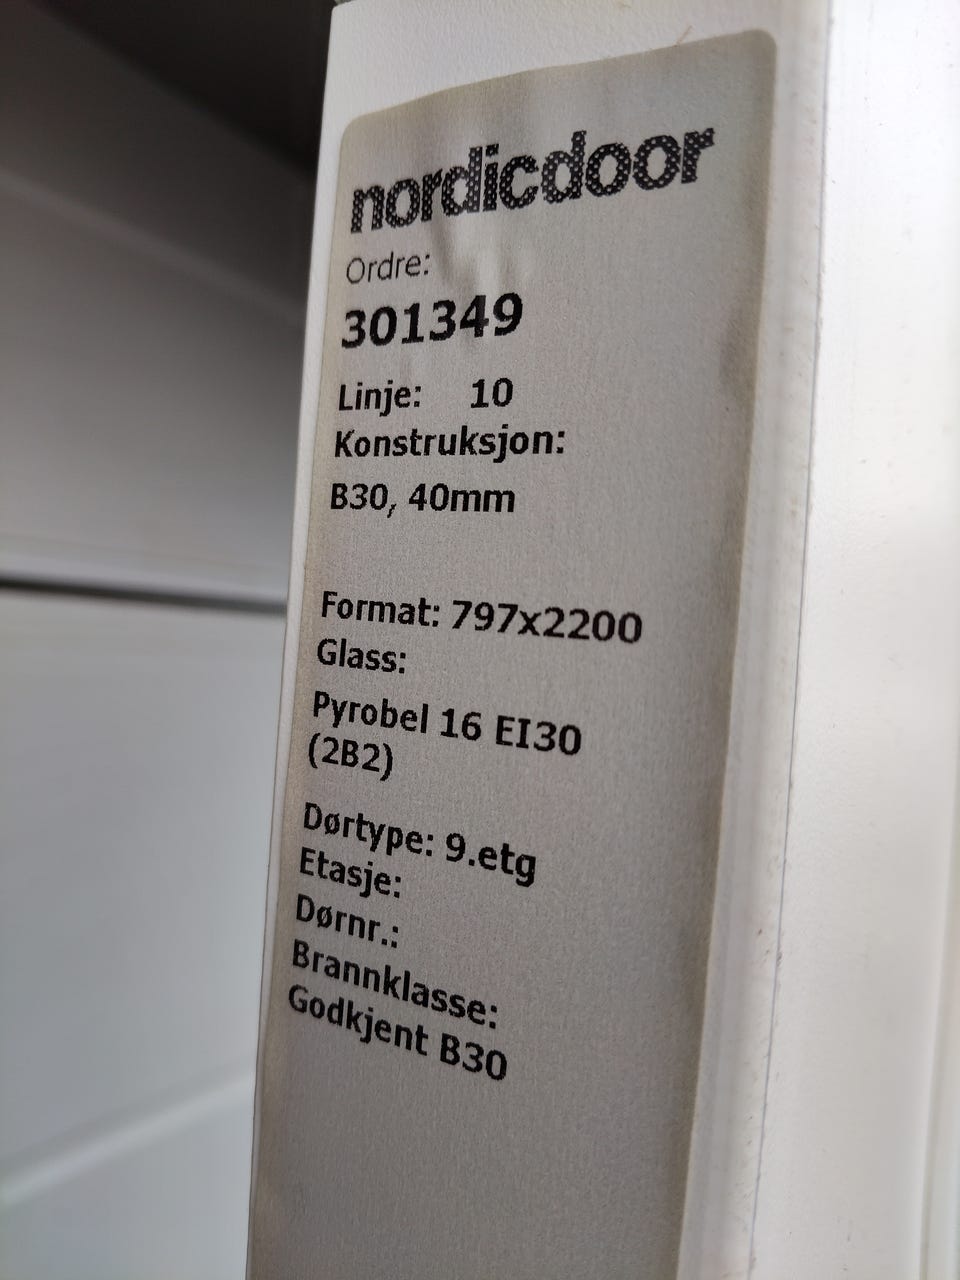 nordicdoor
Ordre:
301349
Linje: 10
Konstruksjon:
B30, 40mm
Format: 797x2200
Glass:
Pyrobel 16 EI30
(2B2)
Dørtype: 9.etg
Etasje:
Dørnr.:
Brannklasse:
Godkjent B30